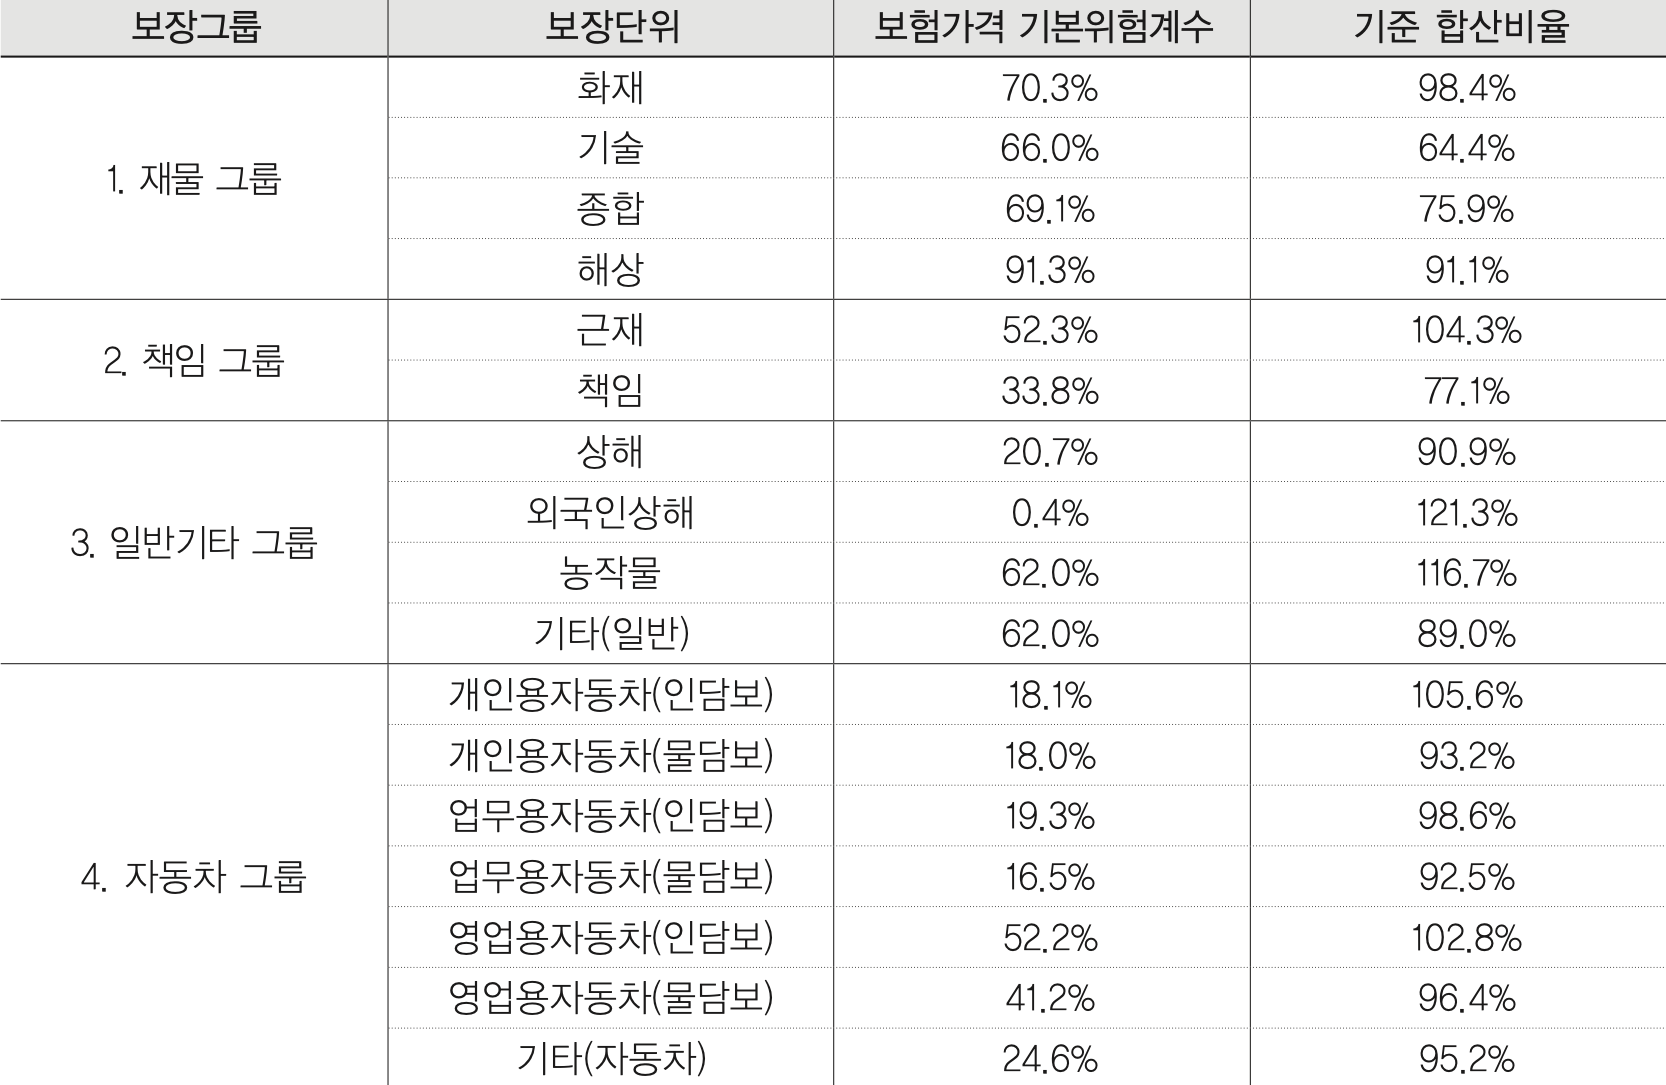 보장그룹 보장단위 보험가격 기본위험계수 기준 합산비율
1. 재물 그룹
화재 70.3% 98.4%
기술 66.0% 64.4%
종합 69.1% 75.9%
해상 91.3% 91.1%
2. 책임 그룹
근재 52.3% 104.3%
책임 33.8% 77.1%
3. 일반기타 그룹
상해 20.7% 90.9%
외국인상해 0.4% 121.3%
농작물 62.0% 116.7%
기타(일반) 62.0% 89.0%
4. 자동차 그룹
개인용자동차(인담보) 18.1% 105.6%
개인용자동차(물담보) 18.0% 93.2%
업무용자동차(인담보) 19.3% 98.6%
업무용자동차(물담보) 16.5% 92.5%
영업용자동차(인담보) 52.2% 102.8%
영업용자동차(물담보) 41.2% 96.4%
기타(자동차) 24.6% 95.2%